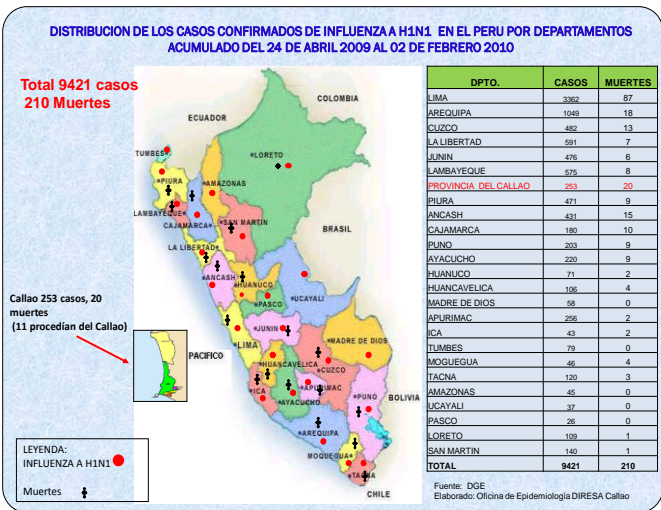 DISTRIBUCION DE LOS CASOS CONFIRMADOS DE INFLUENZA A H1N1 EN EL PERU POR DEPARTAMENTOS
ACUMULADO DEL 24 DE ABRIL 2009 AL 02 DE FEBRERO 2010
Total 9421 casos
210 Muertes
COLOMBIA
ECUADOR
TUMBES
LORETO
PIURA
AMAZONAS
LAMBAYEQUE
SAN MARTIN
CAJAMARCA
BRASIL
LA LIBERTAD
ANCASH
HUANUCO
UCAYALI
PASCO
JUNIN
LIMA
MADRE DE DIOS
PACIFICO
HUANCAVELICA
CUZCO
ICA
APURIMAC
AYACUCHO
PUNO
BOLIVIA
AREQUIPA
MOQUEGUA
TACNA
CHILE
Callao 253 casos, 20
muertes
(11 procedían del Callao)
LEYENDA:
INFLUENZA A H1N1
Muertes
DPTO. CASOS MUERTES
LIMA 3362 87
AREQUIPA 1049 18
CUZCO 482 13
LA LIBERTAD 591 7
JUNIN 476 6
LAMBAYEQUE 575 8
PROVINCIA DEL CALLAO 253 20
PIURA 471 9
ANCASH 431 15
CAJAMARCA 180 10
PUNO 203 9
AYACUCHO 220 9
HUANUCO 71 2
HUANCAVELICA 106 4
MADRE DE DIOS 58 0
APURIMAC 256 2
ICA 43 2
TUMBES 79 0
MOGUEGUA 46 4
TACNA 120 3
AMAZONAS 45 0
UCAYALI 37 0
PASCO 26 0
LORETO 109 1
SAN MARTIN 140 1
TOTAL 9421 210
Fuente: DGE
Elaborado: Oficina de Epidemiología DIRESA Callao